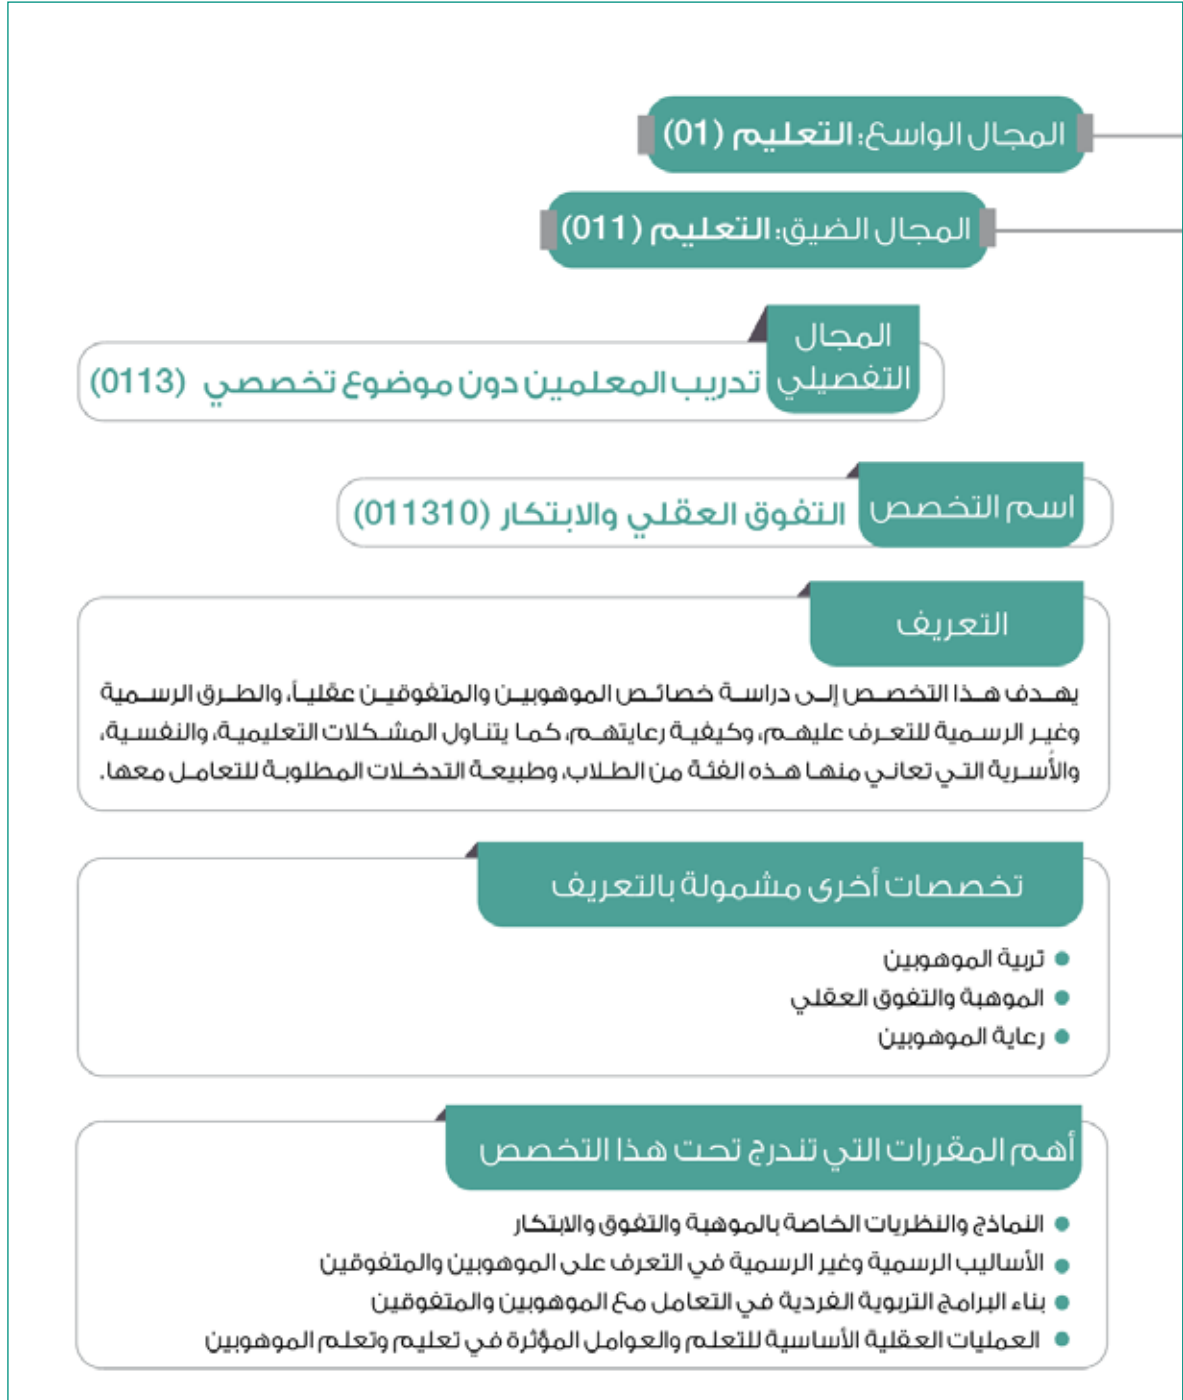 المجال الواسع: التعليم (01)
المجال الضيق: التعليم (011)
المجال
التفصيلي
تدريب المعلمين دون موضوع تخصصي (0113)
اسم التخصص
التفوق العقلي والابتكار (011310)
التعريف
يهدف هذا التخصص إلى دراسة خصائص الموهوبين والمتفوقين عقلياً، والطرق الرسمية
وغير الرسمية للتعرف عليهم، وكيفية رعايتهم، كما يتناول المشكلات التعليمية، والنفسية،
والأسرية التي تعاني منها هذه الفئة من الطلاب، وطبيعة التدخلات المطلوبة للتعامل معها.
تخصصات أخرى مشمولة بالتعريف
● تربية الموهوبين
● الموهبة والتفوق العقلي
● رعاية الموهوبين
أهم المقررات التي تندرج تحت هذا التخصص
● النماذج والنظريات الخاصة بالموهبة والتفوق والابتكار
● الأساليب الرسمية وغير الرسمية في التعرف على الموهوبين والمتفوقين
● بناء البرامج التربوية الفردية في التعامل مع الموهوبين والمتفوقين
● العمليات العقلية الأساسية للتعلم والعوامل المؤثرة في تعليم وتعلم الموهوبين